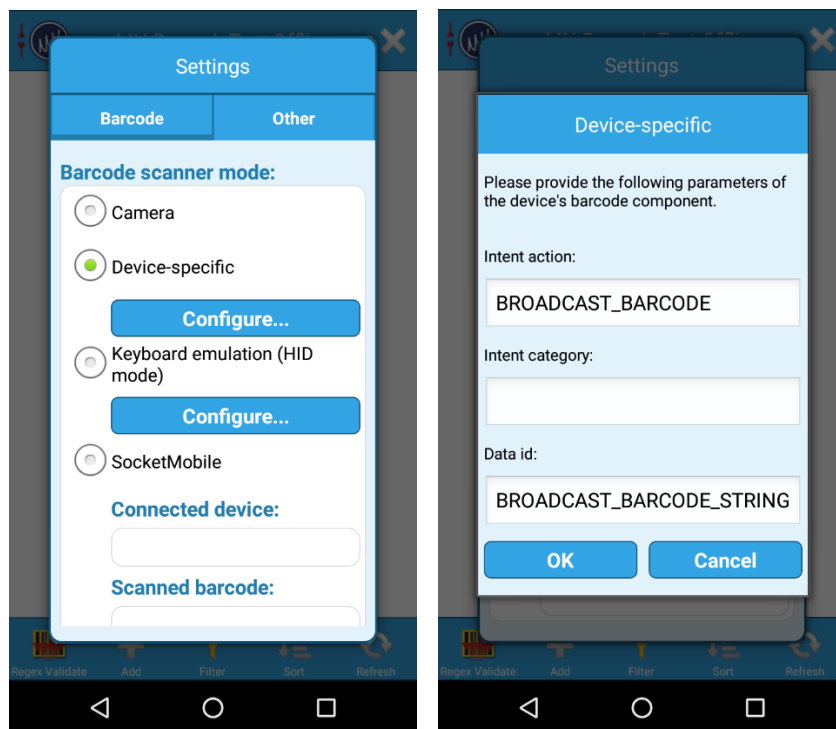 Settings
Barcode
Other
Barcode scanner mode:
Camera
Device-specific
Configure...
Keyboard emulation (HID
mode)
Configure...
SocketMobile
Connected device:
Scanned barcode:
Regex Validate
Add
Filter
Sort
Refresh
Settings
Device-specific
Please provide the following parameters of
the device's barcode component.
Intent action:
BROADCAST_BARCODE
Intent category:
Data id:
BROADCAST_BARCODE_STRING
OK
Cancel
Regex Validate
Add
Filter
Sort
Refresh